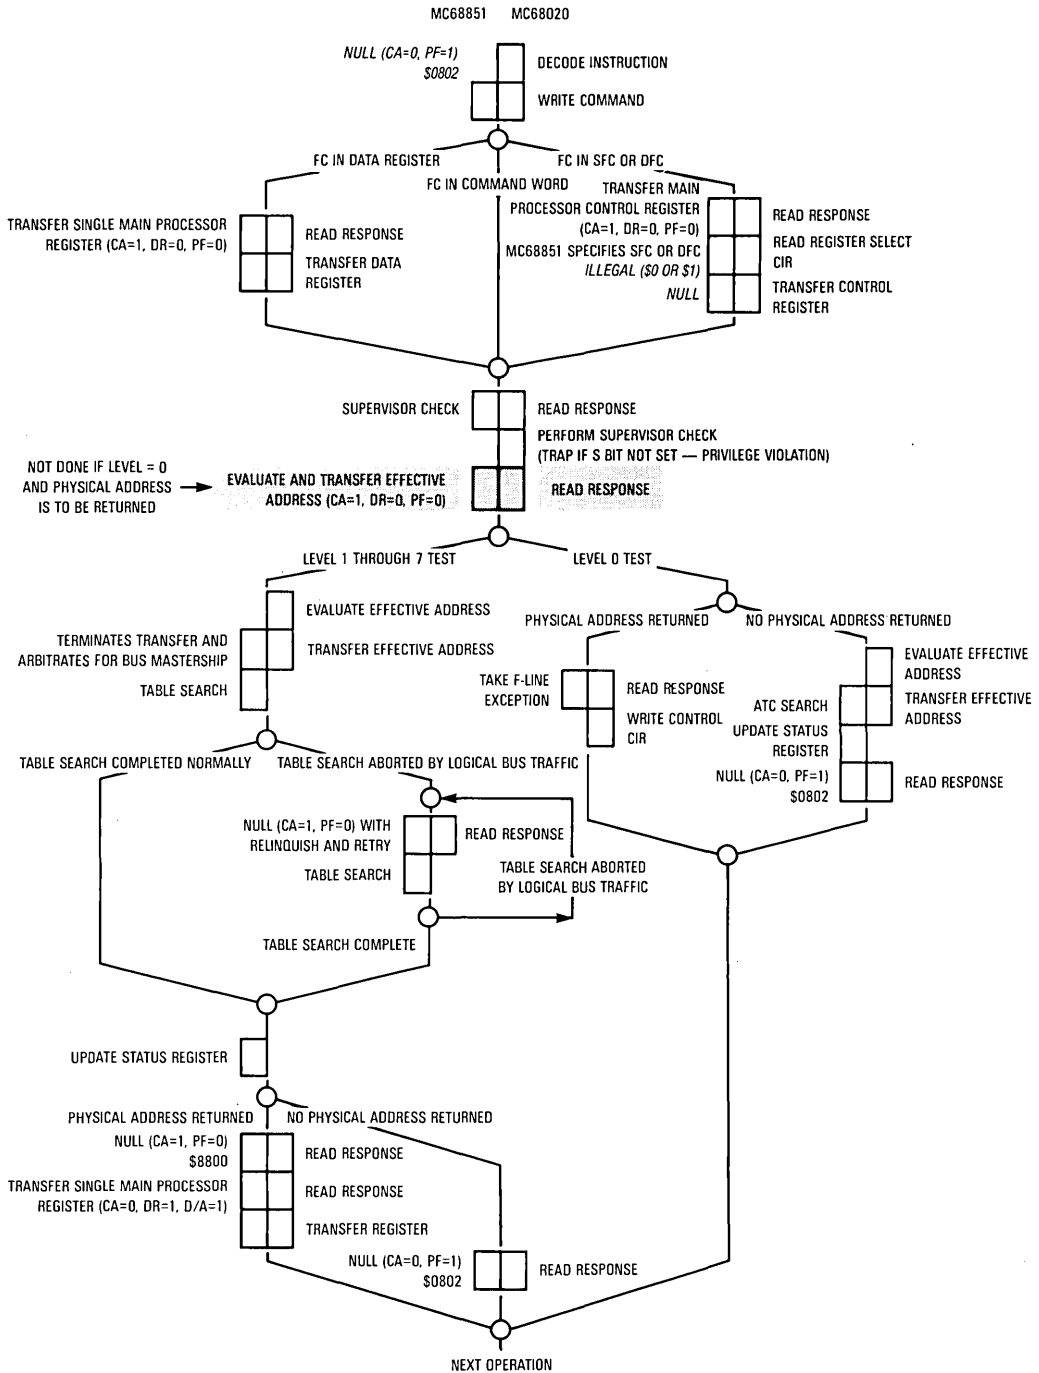 MC68851 MC68020
NULL (CA=0, PF=1)
$0802
DECODE INSTRUCTION
WRITE COMMAND
FC IN DATA REGISTER
FC IN SFC OR DFC
FC IN COMMAND WORD
TRANSFER SINGLE MAIN PROCESSOR
REGISTER (CA=1, DR=0, PF=0)
READ RESPONSE
TRANSFER DATA
REGISTER
TRANSFER MAIN
PROCESSOR CONTROL REGISTER
(CA=1, DR=0, PF=0)
MC68851 SPECIFIES SFC OR DFC
ILLEGAL ($0 OR $1)
NULL
READ RESPONSE
READ REGISTER SELECT
CIR
TRANSFER CONTROL
REGISTER
SUPERVISOR CHECK
READ RESPONSE
PERFORM SUPERVISOR CHECK
(TRAP IF S BIT NOT SET — PRIVILEGE VIOLATION)
NOT DONE IF LEVEL = 0
AND PHYSICAL ADDRESS
IS TO BE RETURNED
EVALUATE AND TRANSFER EFFECTIVE
ADDRESS (CA=1, DR=0, PF=0)
READ RESPONSE
LEVEL 1 THROUGH 7 TEST
LEVEL 0 TEST
EVALUATE EFFECTIVE ADDRESS
TERMINATES TRANSFER AND
ARBITRATES FOR BUS MASTERSHIP
TRANSFER EFFECTIVE ADDRESS
TABLE SEARCH
PHYSICAL ADDRESS RETURNED
NO PHYSICAL ADDRESS RETURNED
TAKE F-LINE
EXCEPTION
READ RESPONSE
WRITE CONTROL
CIR
EVALUATE EFFECTIVE
ADDRESS
ATC SEARCH
TRANSFER EFFECTIVE
ADDRESS
UPDATE STATUS
REGISTER
NULL (CA=0, PF=1)
$0802
READ RESPONSE
TABLE SEARCH COMPLETED NORMALLY
TABLE SEARCH ABORTED BY LOGICAL BUS TRAFFIC
NULL (CA=1, PF=0) WITH
RELINQUISH AND RETRY
READ RESPONSE
TABLE SEARCH
TABLE SEARCH ABORTED
BY LOGICAL BUS TRAFFIC
TABLE SEARCH COMPLETE
UPDATE STATUS REGISTER
PHYSICAL ADDRESS RETURNED
NO PHYSICAL ADDRESS RETURNED
NULL (CA=1, PF=0)
$8800
READ RESPONSE
TRANSFER SINGLE MAIN PROCESSOR
REGISTER (CA=0, DR=1, D/A=1)
READ RESPONSE
TRANSFER REGISTER
NULL (CA=0, PF=1)
$0802
READ RESPONSE
NEXT OPERATION